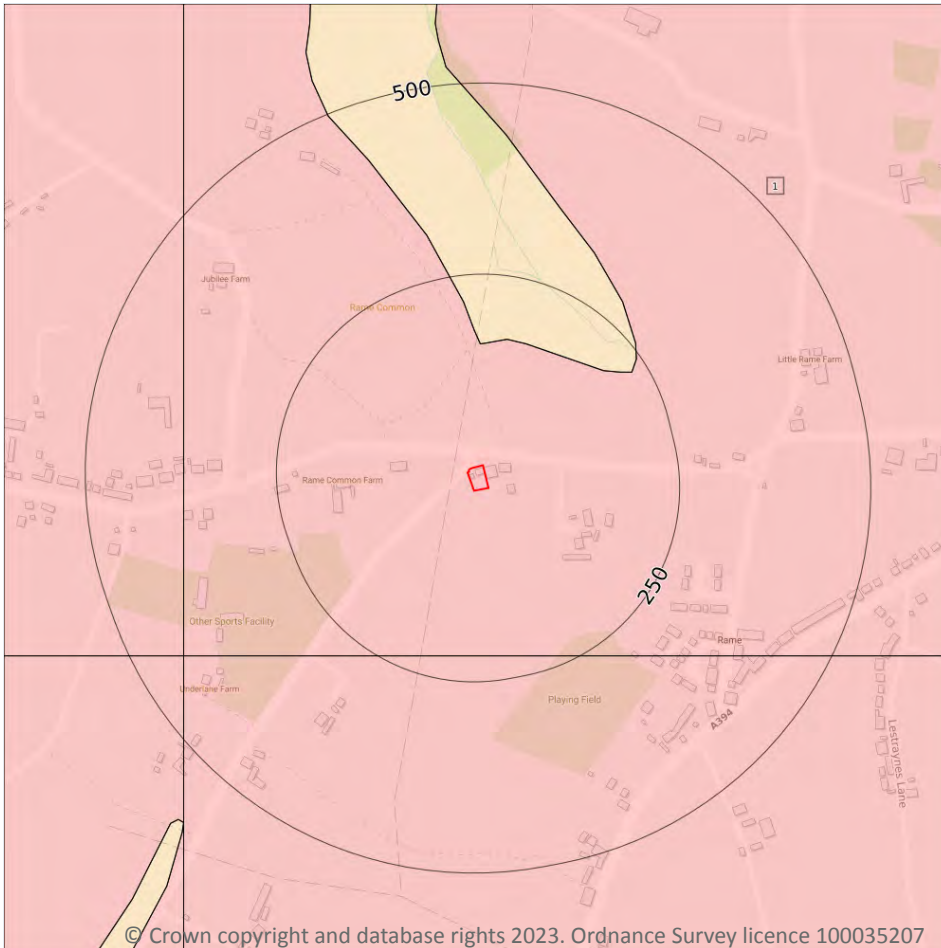 500
1
Jubilee Farm
Rame Common
Little Rame Farm
Rame Common Farm
250
Other Sports Facility
Rame
Underlane Farm
Playing Field
A394
Lestraynes Lane
© Crown copyright and database rights 2023. Ordnance Survey licence 100035207